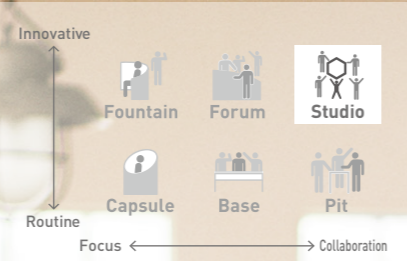 Innovative
Fountain Forum Studio
Capsule Base Pit
Routine
Focus Collaboration